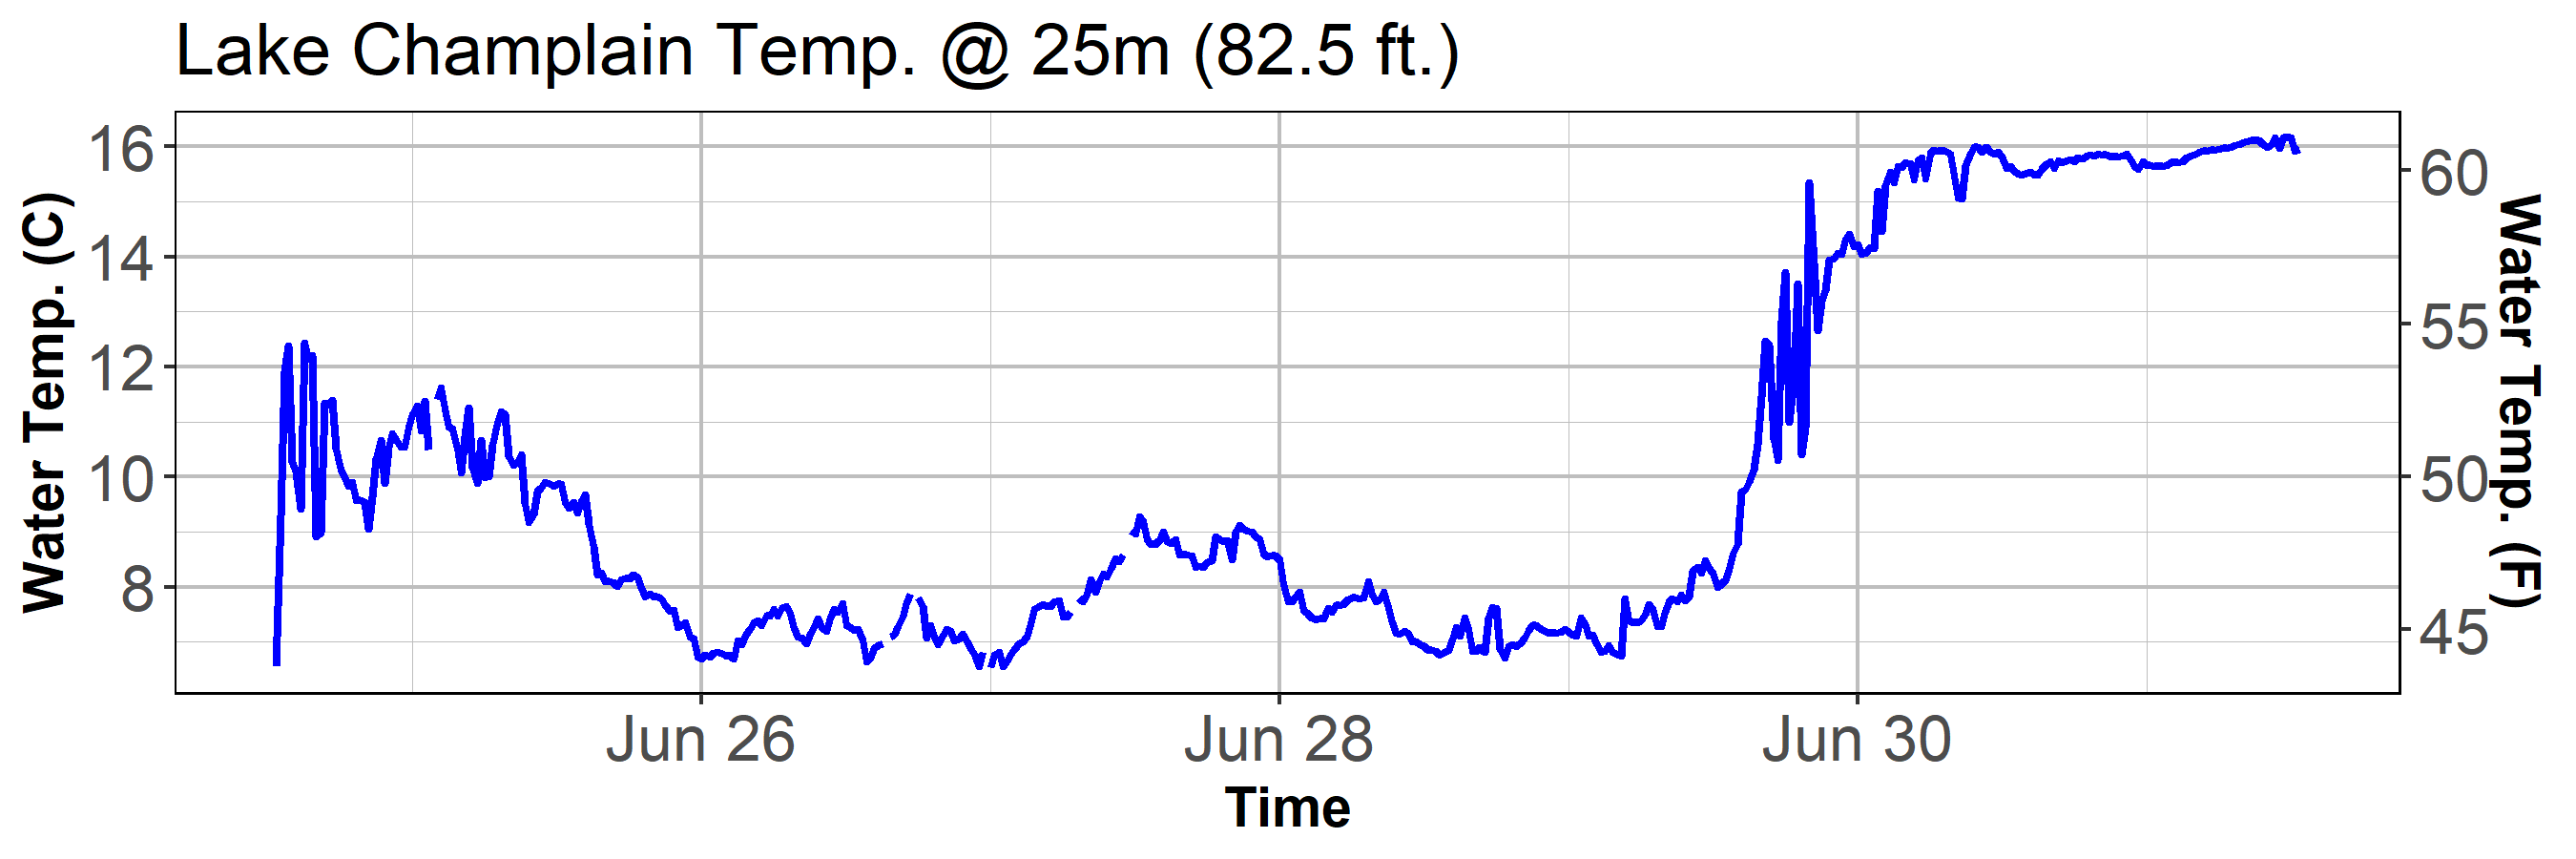 Lake Champlain Temp. @ 25m (82.5 ft.)
Water Temp. (C)
16
14
12
10
8
60
55
50
45
Water Temp. (F)
Jun 26
Jun 28
Jun 30
Time